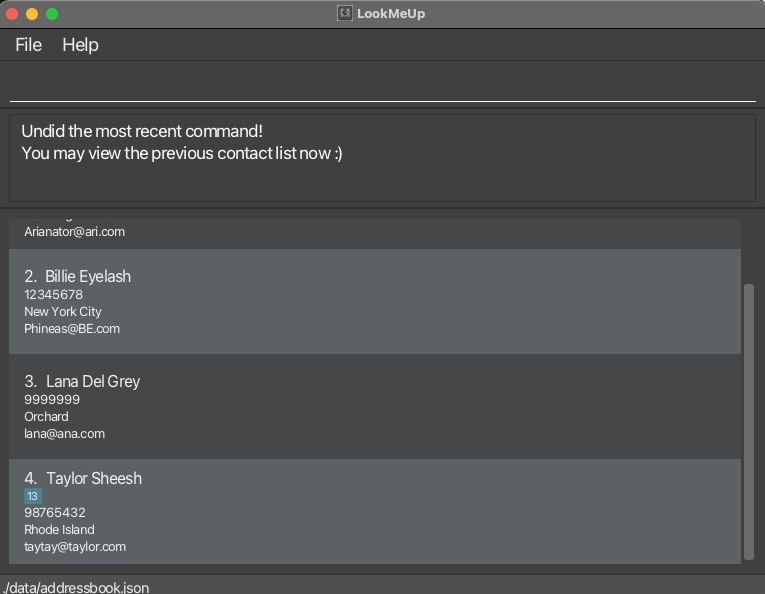 LookMeUp
File Help
Undid the most recent command!
You may view the previous contact list now :)
Arianator@ari.com
2. Billie Eyelash
12345678
New York City
Phineas@BE.com
3. Lana Del Grey
9999999
Orchard
lana@ana.com
4. Taylor Sheesh
13
98765432
Rhode Island
taytay@taylor.com
./data/addressbook.json